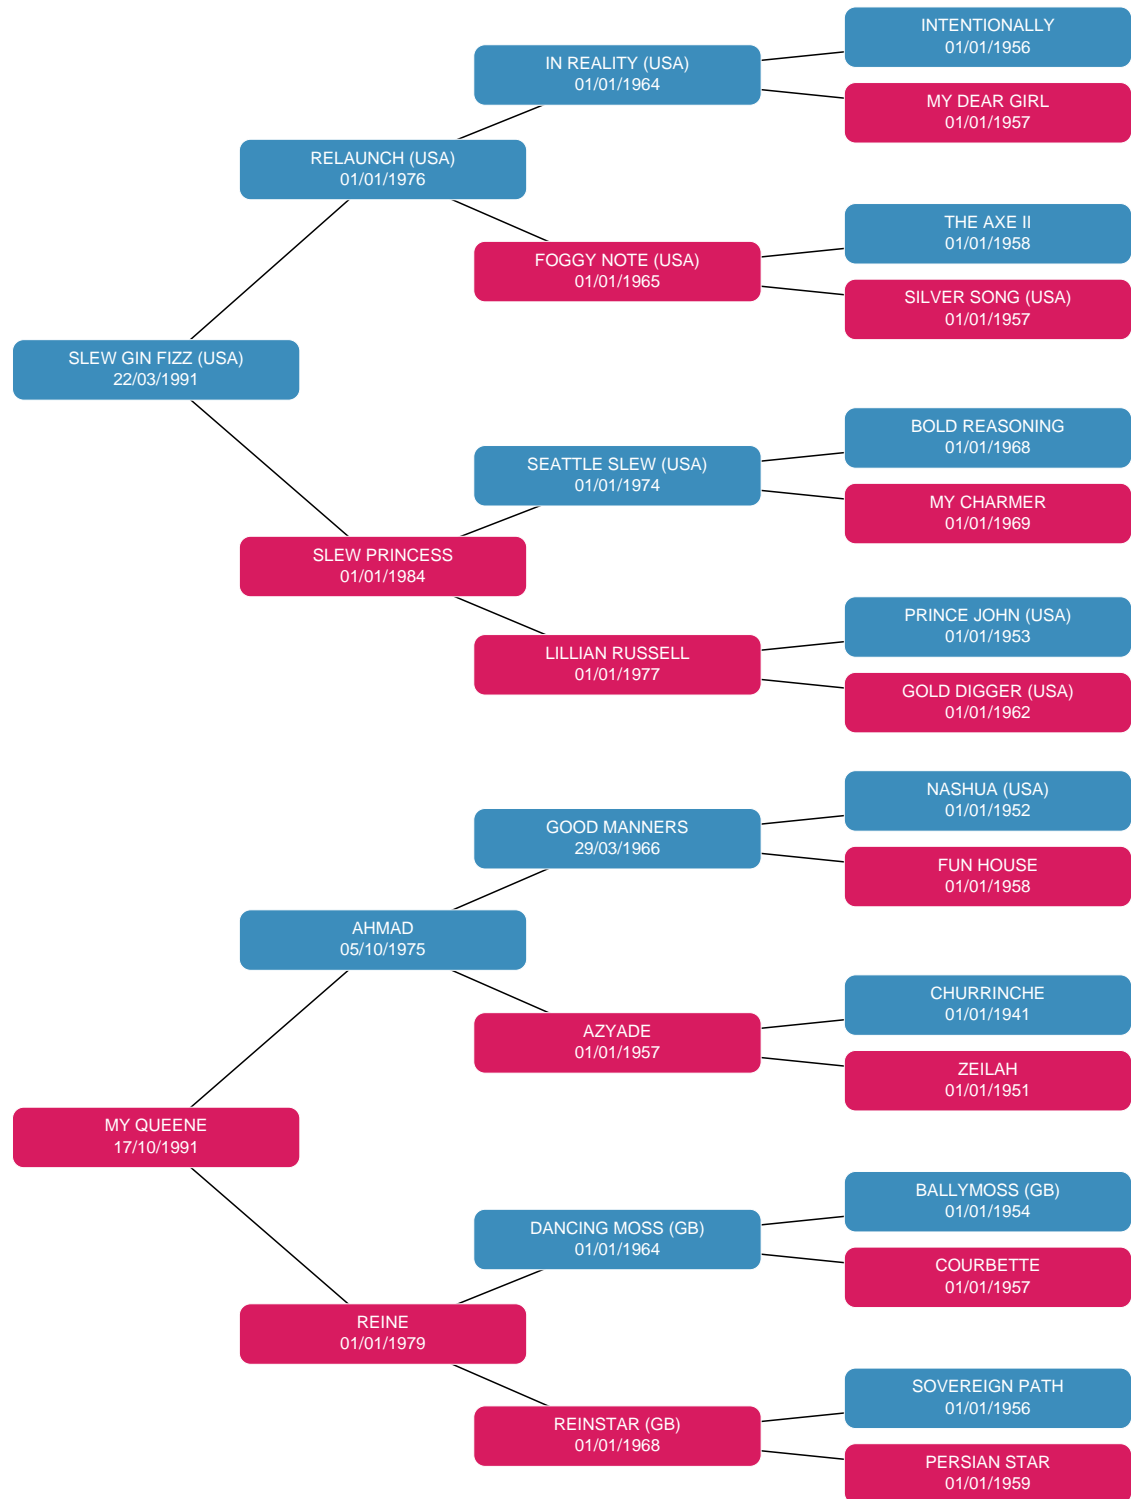 INTENTIONALLY
01/01/1956
IN REALITY (USA)
01/01/1964
MY DEAR GIRL
01/01/1957
RELAUNCH (USA)
01/01/1976
THE AXE II
01/01/1958
FOGGY NOTE (USA)
01/01/1965
SILVER SONG (USA)
01/01/1957
SLEW GIN FIZZ (USA)
22/03/1991
BOLD REASONING
01/01/1968
SEATTLE SLEW (USA)
01/01/1974
MY CHARMER
01/01/1969
SLEW PRINCESS
01/01/1984
PRINCE JOHN (USA)
01/01/1953
LILLIAN RUSSELL
01/01/1977
GOLD DIGGER (USA)
01/01/1962
NASHUA (USA)
01/01/1952
GOOD MANNERS
29/03/1966
FUN HOUSE
01/01/1958
AHMAD
05/10/1975
CHURRINCHE
01/01/1941
AZYADE
01/01/1957
ZEILAH
01/01/1951
MY QUEENE
17/10/1991
BALLYMOSS (GB)
01/01/1954
DANCING MOSS (GB)
01/01/1964
COURBETTE
01/01/1957
REINE
01/01/1979
SOVEREIGN PATH
01/01/1956
REINSTAR (GB)
01/01/1968
PERSIAN STAR
01/01/1959